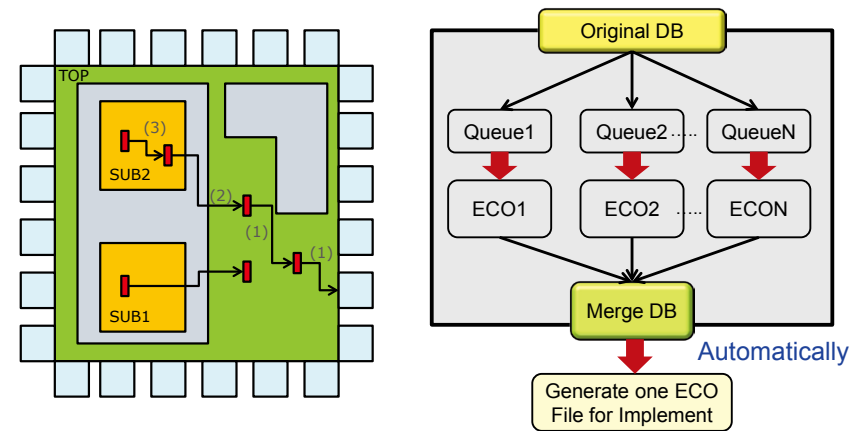 TOP
(3)
SUB2
(2)
(1)
(1)
SUB1
Original DB
Queue1
Queue2
.....
QueueN
ECO1
ECO2
.....
ECON
Merge DB
Automatically
Generate one ECO
File for Implement